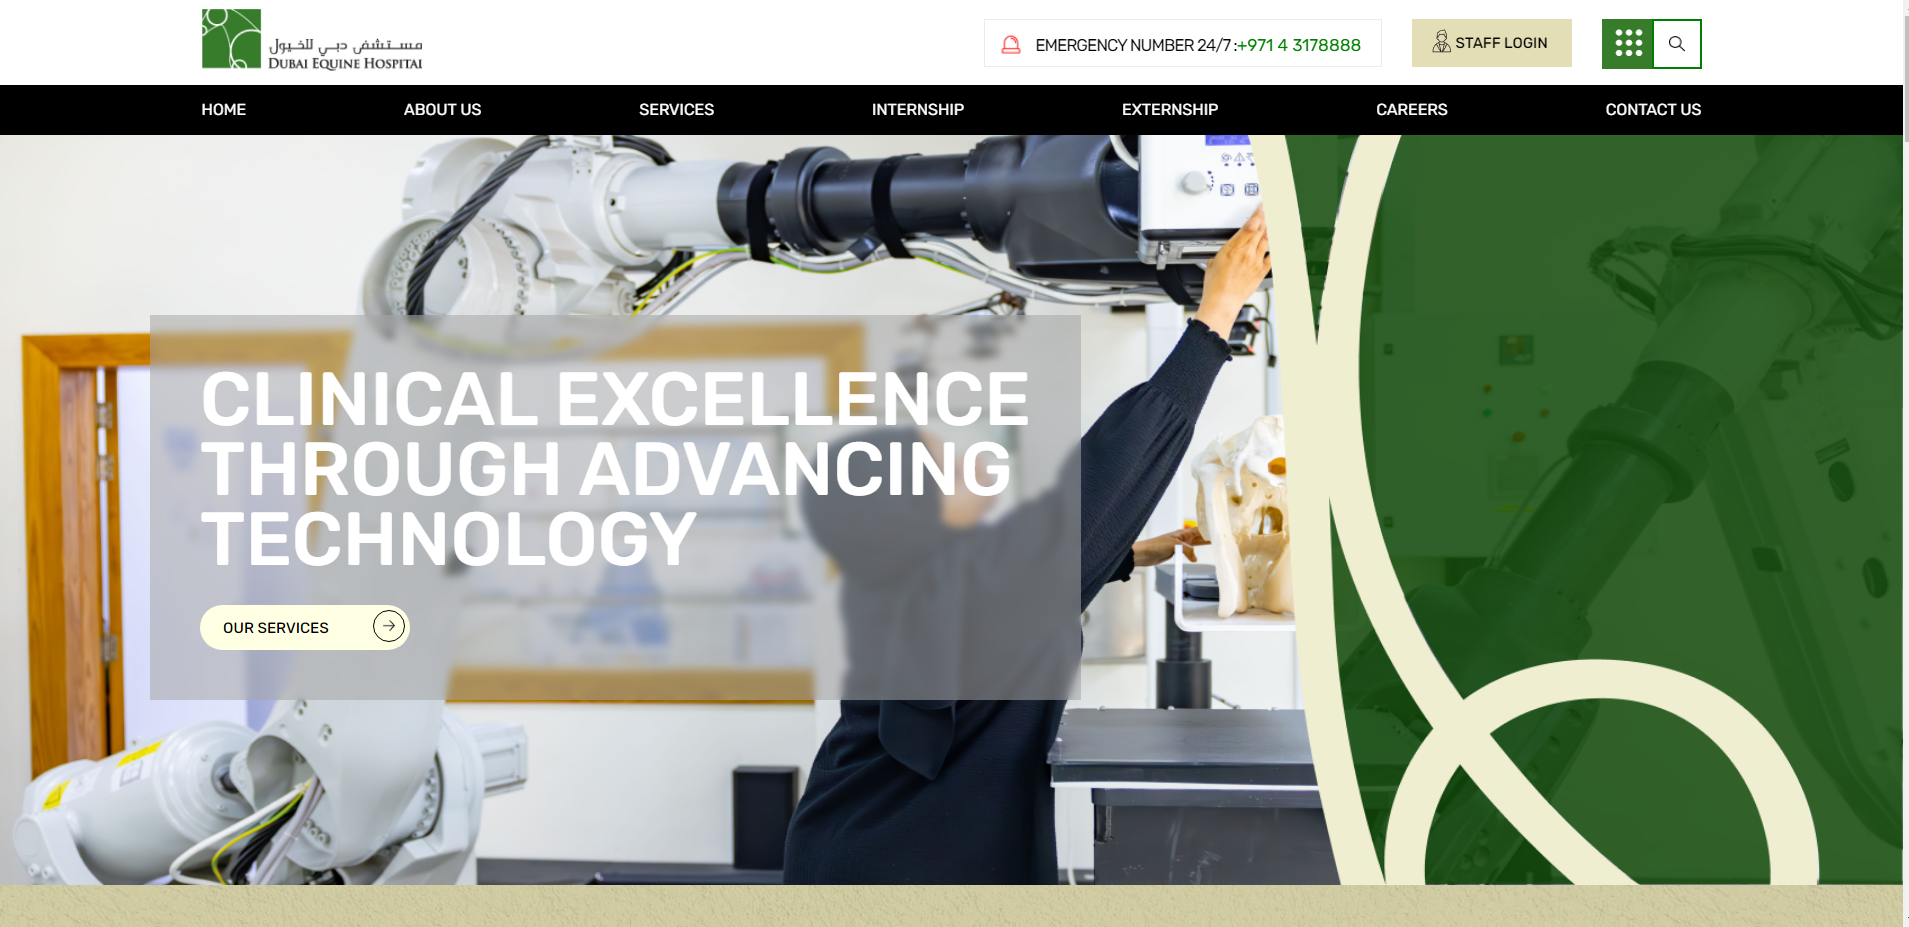 مستشفى دبي للخيول
DUBAI EQUINE HOSPITAL
EMERGENCY NUMBER 24/7 :+971 4 3178888
STAFF LOGIN
HOME ABOUT US SERVICES INTERNSHIP EXTERNSHIP CAREERS CONTACT US
CLINICAL EXCELLENCE
THROUGH ADVANCING
TECHNOLOGY
OUR SERVICES